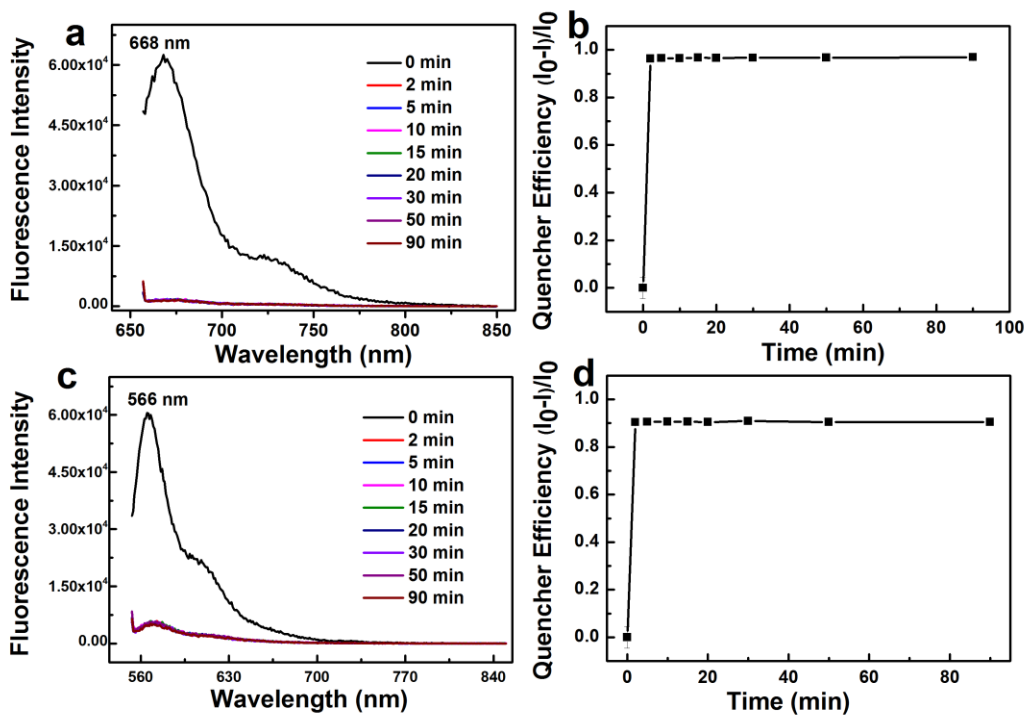 a
668 nm
Fluorescence Intensity
6.00x10⁴
4.50x10⁴
3.00x10⁴
1.50x10⁴
0.00
0 min
2 min
5 min
10 min
15 min
20 min
30 min
50 min
90 min
650 700 750 800 850
Wavelength (nm)
b
Quencher Efficiency (I₀-I)/I₀
1.0
0.8
0.6
0.4
0.2
0.0
0 20 40 60 80 100
Time (min)
c
566 nm
Fluorescence Intensity
6.00x10⁴
4.50x10⁴
3.00x10⁴
1.50x10⁴
0.00
0 min
2 min
5 min
10 min
15 min
20 min
30 min
50 min
90 min
560 630 700 770 840
Wavelength (nm)
d
Quencher Efficiency (I₀-I)/I₀
1.0
0.8
0.6
0.4
0.2
0.0
0 20 40 60 80
Time (min)